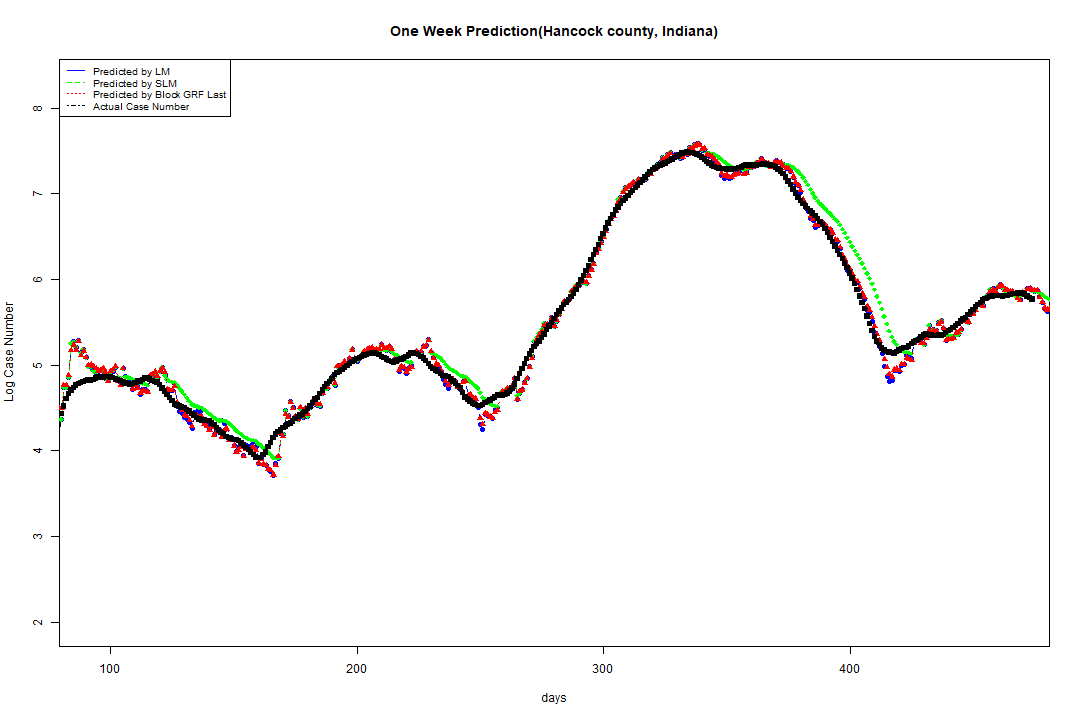 One Week Prediction(Hancock county, Indiana)
Predicted by LM
Predicted by SLM
Predicted by Block GRF Last
Actual Case Number
8
7
6
5
4
3
2
Log Case Number
100 200 300 400
days